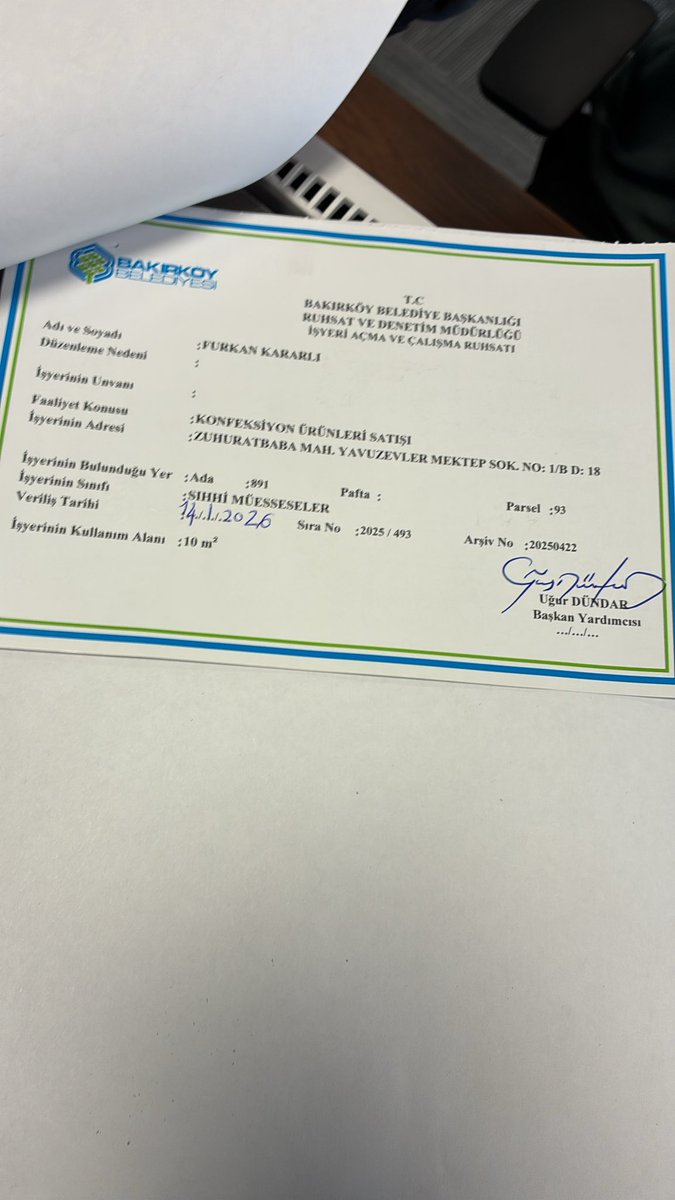 BAKIRKÖY
BELEDİYESİ
T.C
BAKIRKÖY BELEDİYE BAŞKANLIĞI
RUHSAT VE DENETİM MÜDÜRLÜĞÜ
İŞYERİ AÇMA VE ÇALIŞMA RUHSATI
Adı ve Soyadı :FURKAN KARARLI
Düzenleme Nedeni :
İşyerinin Unvanı :
Faaliyet Konusu :KONFEKSİYON ÜRÜNLERİ SATIŞI
İşyerinin Adresi :ZUHURATBABA MAH. YAVUZEVLER MEKTEP SOK. NO: 1/B D: 18
İşyerinin Bulunduğu Yer :Ada :891 Pafta : Parsel :93
İşyerinin Sınıfı :SIHHİ MÜESSESELER
Veriliş Tarihi :14./1./.2026 Sıra No :2025 / 493 Arşiv No :20250422
İşyerinin Kullanım Alanı :10 m²
Uğur DÜNDAR
Başkan Yardımcısı
.../.../...